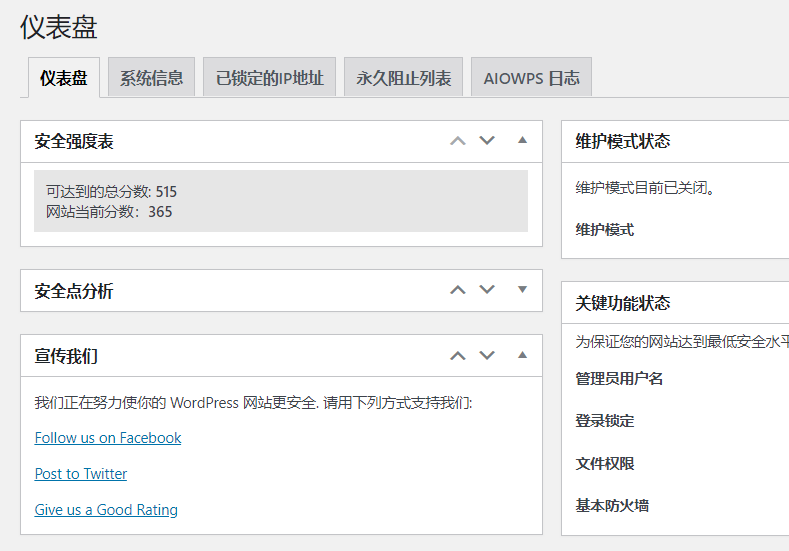 仪表盘
仪表盘 系统信息 已锁定的IP地址 永久阻止列表 AIOWPS 日志
安全强度表
可达到的总分数: 515
网站当前分数: 365
安全点分析
宣传我们
我们正在努力使你的 WordPress 网站更安全. 请用下列方式支持我们:
Follow us on Facebook
Post to Twitter
Give us a Good Rating
维护模式状态
维护模式目前已关闭。
维护模式
关键功能状态
为保证您的网站达到最低安全水平
管理员用户名
登录锁定
文件权限
基本防火墙